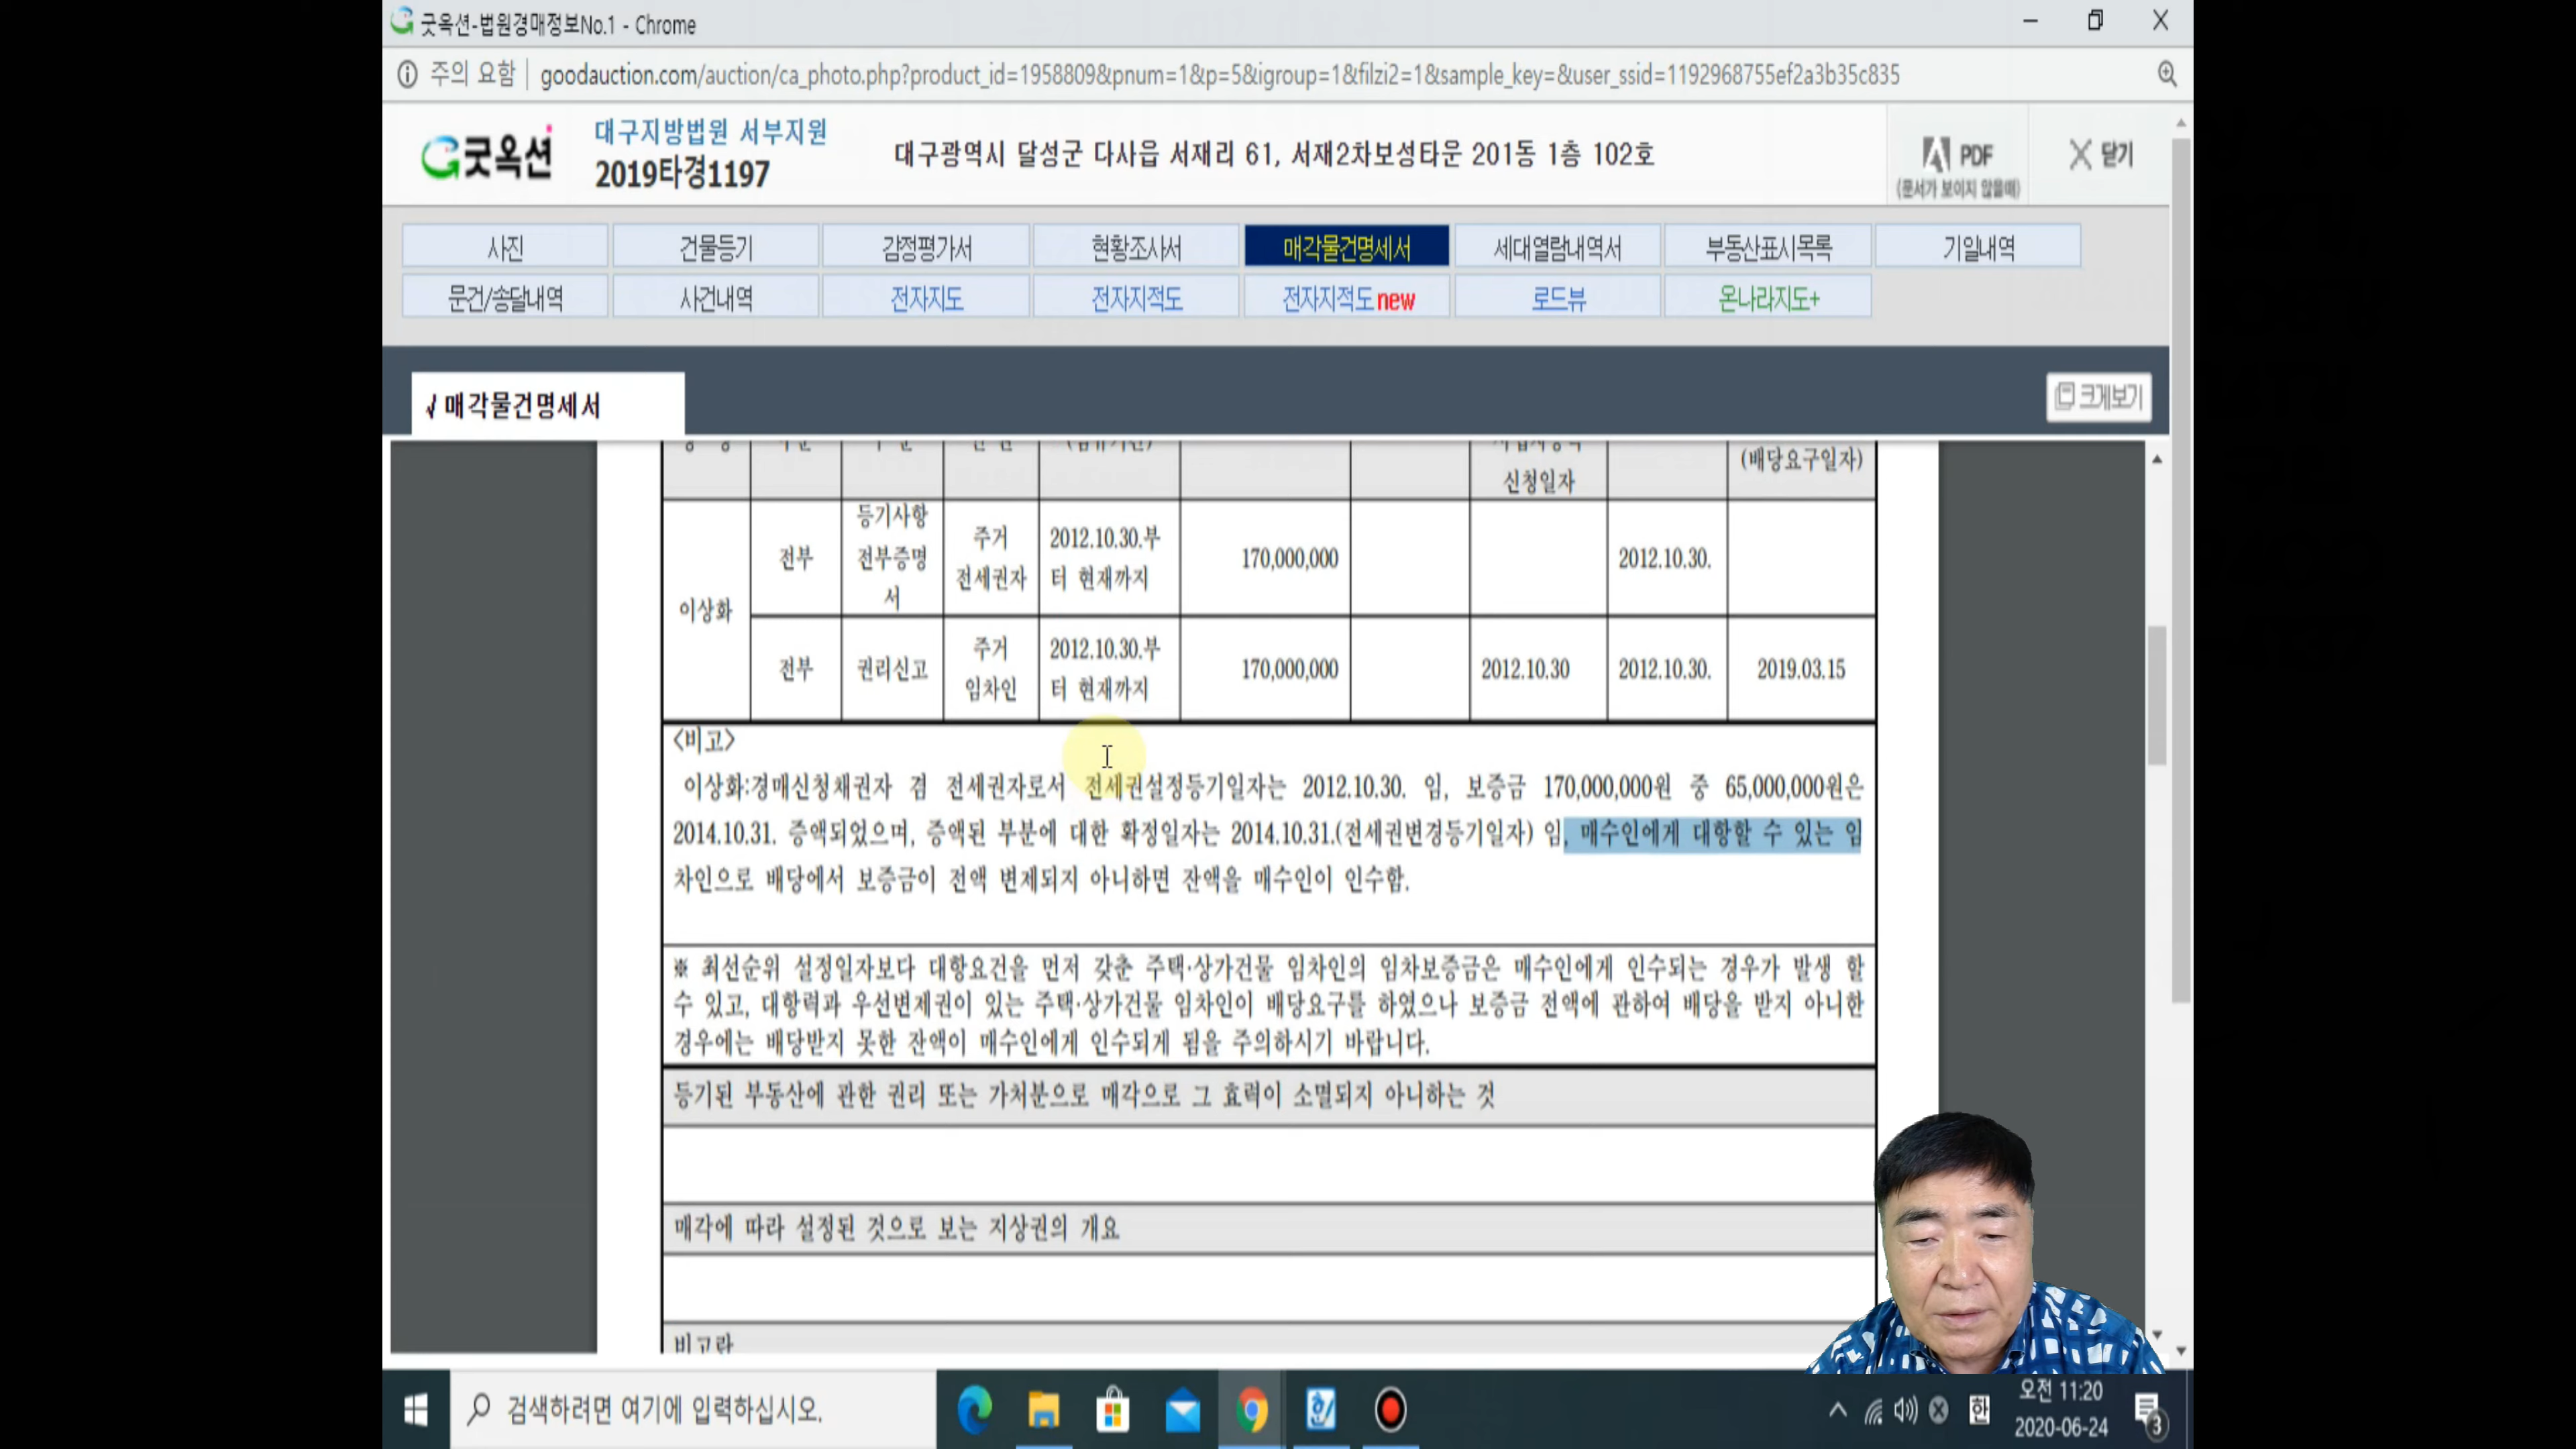 굿옥션-법원경매정보No.1 - Chrome
주의 요함 goodauction.com/auction/ca_photo.php?product_id=1958809&pnum=1&p=5&igroup=1&filzi2=1&sample_key=&user_ssid=1192968755ef2a3b35c835
굿옥션
대구지방법원 서부지원
2019타경1197
대구광역시 달성군 다사읍 서재리 61, 서재2차보성타운 201동 1층 102호
PDF
(문서가 보이지 않을때)
닫기
사진 건물등기 감정평가서 현황조사서 매각물건명세서 세대열람내역서 부동산표시목록 기일내역
문건/송달내역 사건내역 전자지도 전자지적도 전자지적도 new 로드뷰 온나라지도+
√ 매각물건명세서
크게보기
(배당요구일자)
신청일자
이상화
전부 등기사항 전부증명 서 주거 전세권자 2012.10.30.부 터 현재까지 170,000,000 2012.10.30.
전부 권리신고 주거 임차인 2012.10.30.부 터 현재까지 170,000,000 2012.10.30 2012.10.30. 2019.03.15
<비고>
이상화:경매신청채권자 겸 전세권자로서 전세권설정등기일자는 2012.10.30. 임, 보증금 170,000,000원 중 65,000,000원은
2014.10.31. 증액되었으며, 증액된 부분에 대한 확정일자는 2014.10.31.(전세권변경등기일자) 임, 매수인에게 대항할 수 있는 임
차인으로 배당에서 보증금이 전액 변제되지 아니하면 잔액을 매수인이 인수함.
※ 최선순위 설정일자보다 대항요건을 먼저 갖춘 주택·상가건물 임차인의 임차보증금은 매수인에게 인수되는 경우가 발생 할
수 있고, 대항력과 우선변제권이 있는 주택·상가건물 임차인이 배당요구를 하였으나 보증금 전액에 관하여 배당을 받지 아니한
경우에는 배당받지 못한 잔액이 매수인에게 인수되게 됨을 주의하시기 바랍니다.
등기된 부동산에 관한 권리 또는 가처분으로 매각으로 그 효력이 소멸되지 아니하는 것
매각에 따라 설정된 것으로 보는 지상권의 개요
비고란
검색하려면 여기에 입력하십시오.
한
오전 11:20
2020-06-24
3